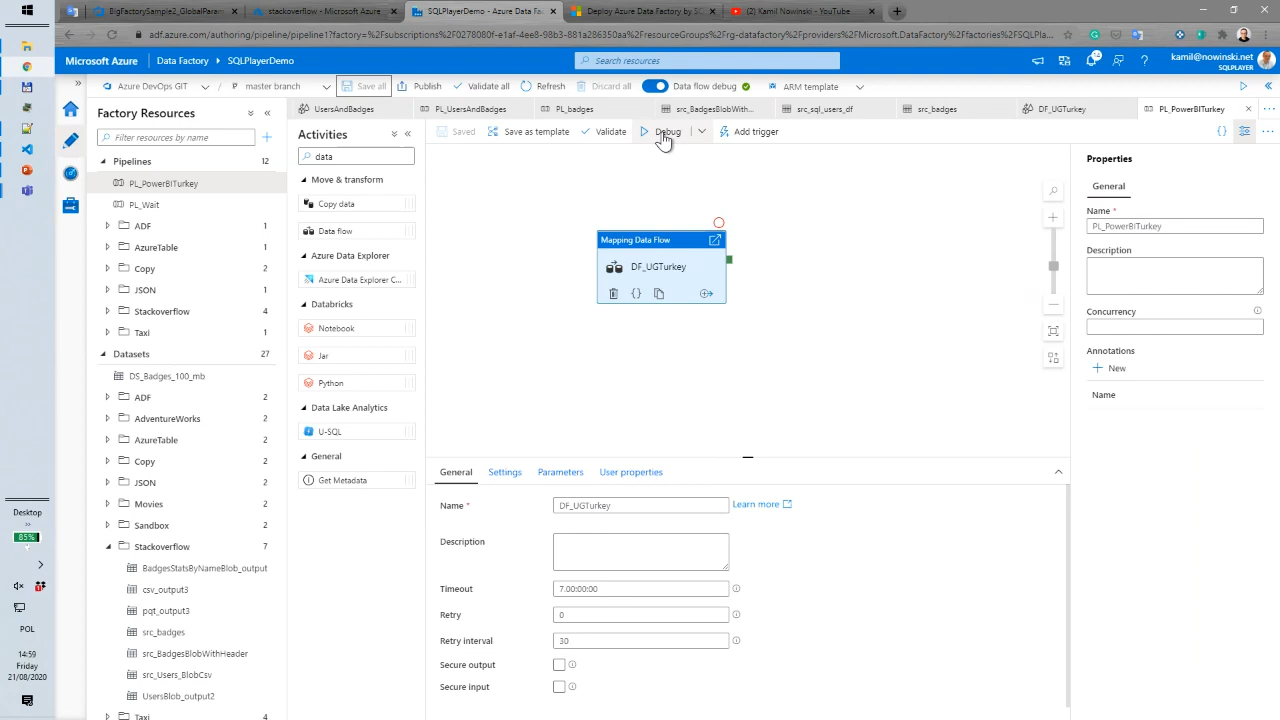 BigFactorySample2_GlobalParam
stackoverflow - Microsoft Azure
SQLPlayerDemo - Azure Data Fac
Deploy Azure Data Factory by SQ
(4) Kamil Nowinski - YouTube
adf.azure.com/authoring/pipeline/pipeline1?factory=%2Fsubscriptions%2F0278080f-e1af-4ee8-98b3-881a286350aa%2FresourceGroups%2Frg-datafactory%2Fproviders%2FMicrosoft.DataFactory%2Ffactories%2FSQLPla...
Microsoft Azure
Data Factory
SQLPlayerDemo
Search resources
14
kamil@nowinski.net
SQLPLAYER
Azure DevOps GIT
master branch
Save all
Publish
Validate all
Refresh
Discard all
Data flow debug
ARM template
Factory Resources
Filter resources by name
Pipelines 12
PL_PowerBITurkey
PL_Wait
ADF 1
AzureTable 1
Copy 1
JSON 1
Stackoverflow 4
Taxi 1
Datasets 27
DS_Badges_100_mb
ADF 2
AdventureWorks 2
AzureTable 2
Copy 2
JSON 2
Movies 2
Sandbox 2
Stackoverflow 7
BadgesStatsByNameBlob_output
csv_output3
pqt_output3
src_badges
src_BadgesBlobWithHeader
src_Users_BlobCsv
UsersBlob_output2
Taxi 4
Activities
data
Move & transform
Copy data
Data flow
Azure Data Explorer
Azure Data Explorer C...
Databricks
Notebook
Jar
Python
Data Lake Analytics
U-SQL
General
Get Metadata
UsersAndBadges
PL_UsersAndBadges
PL_badges
src_BadgesBlobWith...
src_sql_users_df
src_badges
DF_UGTurkey
PL_PowerBITurkey
Saved
Save as template
Validate
Debug
Add trigger
Mapping Data Flow
DF_UGTurkey
General
Settings
Parameters
User properties
Name *
DF_UGTurkey
Learn more
Description
Timeout
7.00:00:00
Retry
0
Retry interval
30
Secure output
Secure input
Properties
General
Name *
PL_PowerBITurkey
Description
Concurrency
Annotations
New
Name
Desktop
85%
POL
14:59
Friday
21/08/2020